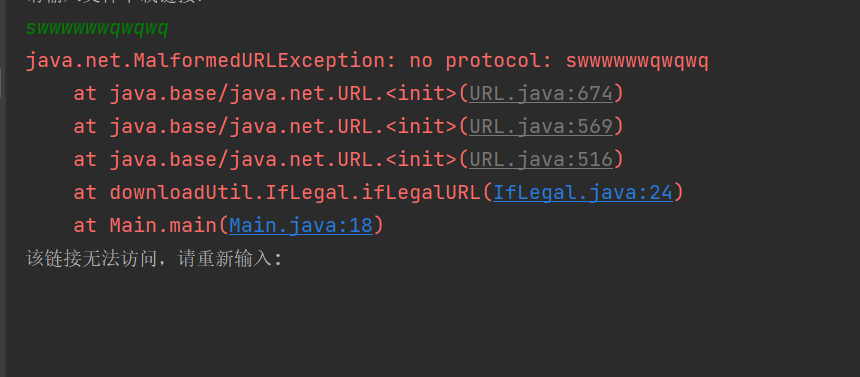 swwwwwwqwqwq
java.net.MalformedURLException: no protocol: swwwwwwqwqwq
at java.base/java.net.URL.<init>(URL.java:674)
at java.base/java.net.URL.<init>(URL.java:569)
at java.base/java.net.URL.<init>(URL.java:516)
at downloadUtil.IfLegal.ifLegalURL(IfLegal.java:24)
at Main.main(Main.java:18)
该链接无法访问，请重新输入: